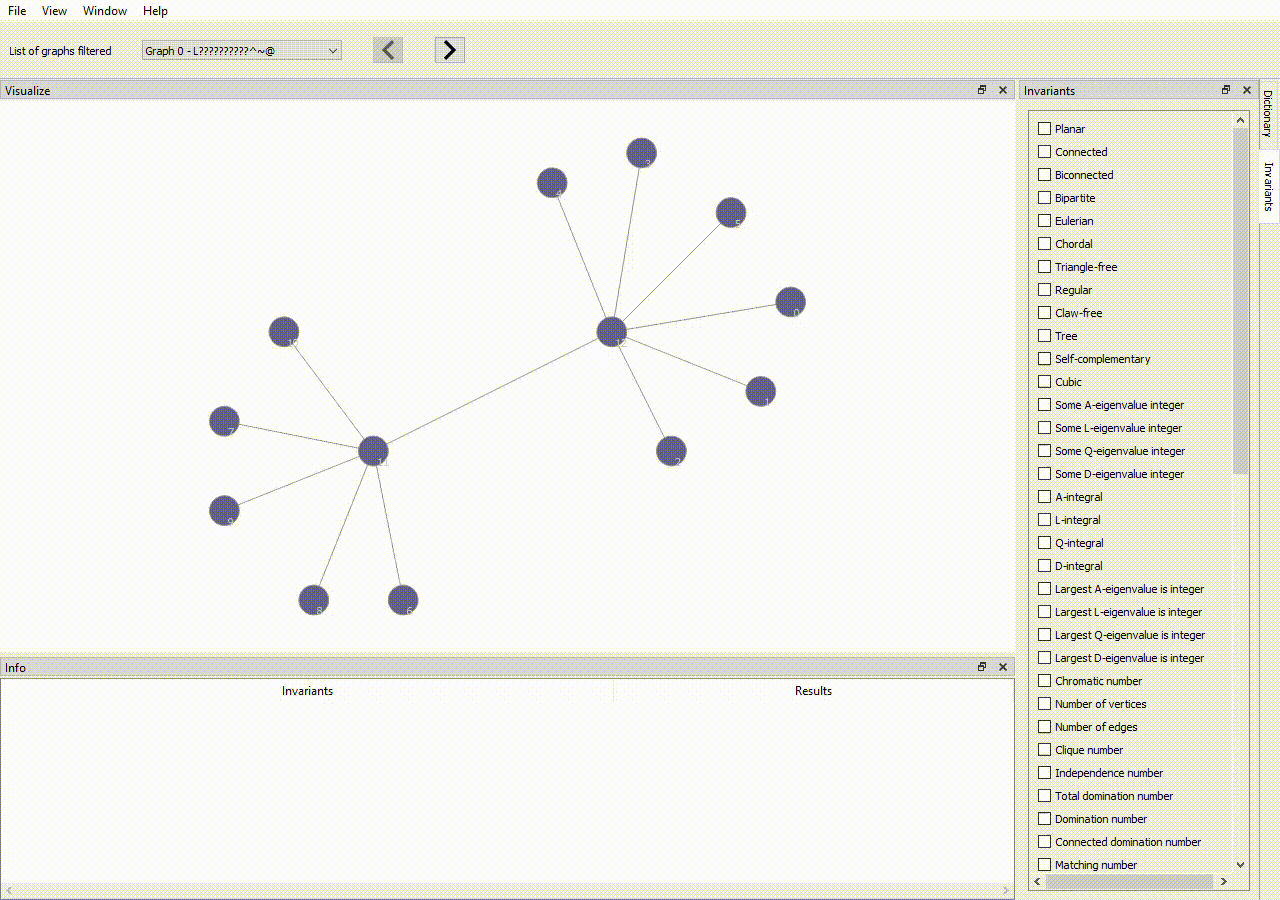 File View Window Help
List of graphs filtered Graph 0 - L??????????^~@
Visualize
3
4
5
0
10
12
1
7
11
2
9
8
6
Info
Invariants Results
Invariants
Planar
Connected
Biconnected
Bipartite
Eulerian
Chordal
Triangle-free
Regular
Claw-free
Tree
Self-complementary
Cubic
Some A-eigenvalue integer
Some L-eigenvalue integer
Some Q-eigenvalue integer
Some D-eigenvalue integer
A-integral
L-integral
Q-integral
D-integral
Largest A-eigenvalue is integer
Largest L-eigenvalue is integer
Largest Q-eigenvalue is integer
Largest D-eigenvalue is integer
Chromatic number
Number of vertices
Number of edges
Clique number
Independence number
Total domination number
Domination number
Connected domination number
Matching number
Dictionary
Invariants